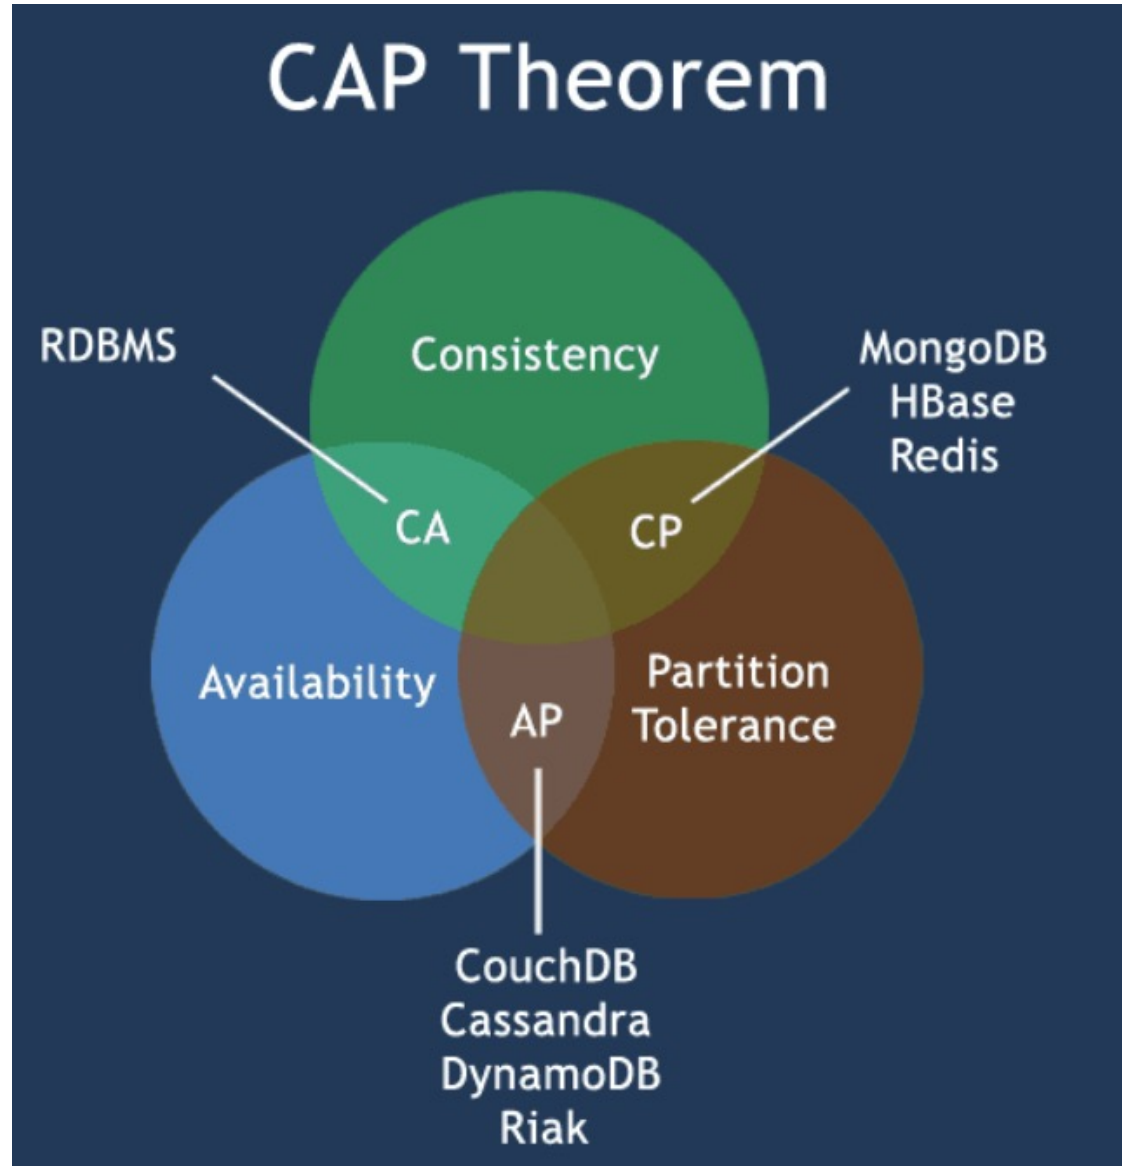 CAP Theorem
Consistency
RDBMS
MongoDB
HBase
Redis
CA
CP
Availability
Partition
Tolerance
AP
CouchDB
Cassandra
DynamoDB
Riak